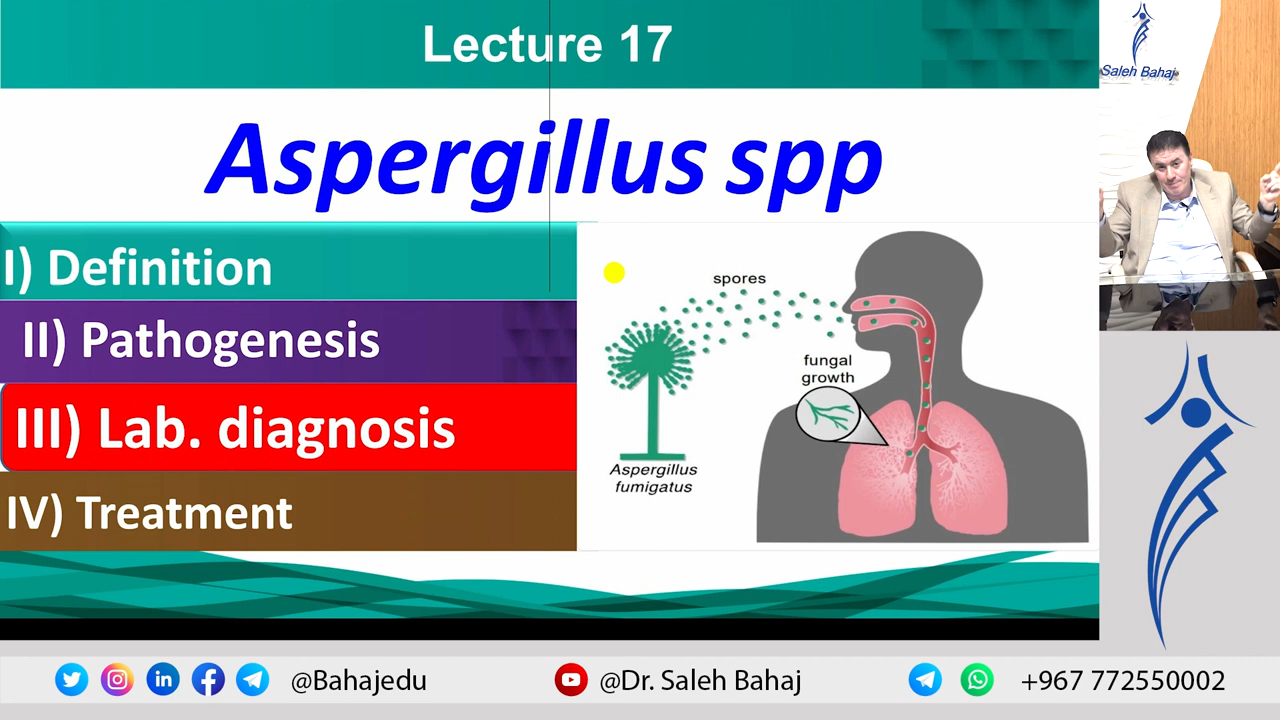 Lecture 17
Saleh Bahaj
Aspergillus spp
I) Definition
II) Pathogenesis
III) Lab. diagnosis
IV) Treatment
spores
fungal
growth
Aspergillus
fumigatus
@Bahajedu
@Dr. Saleh Bahaj
+967 772550002